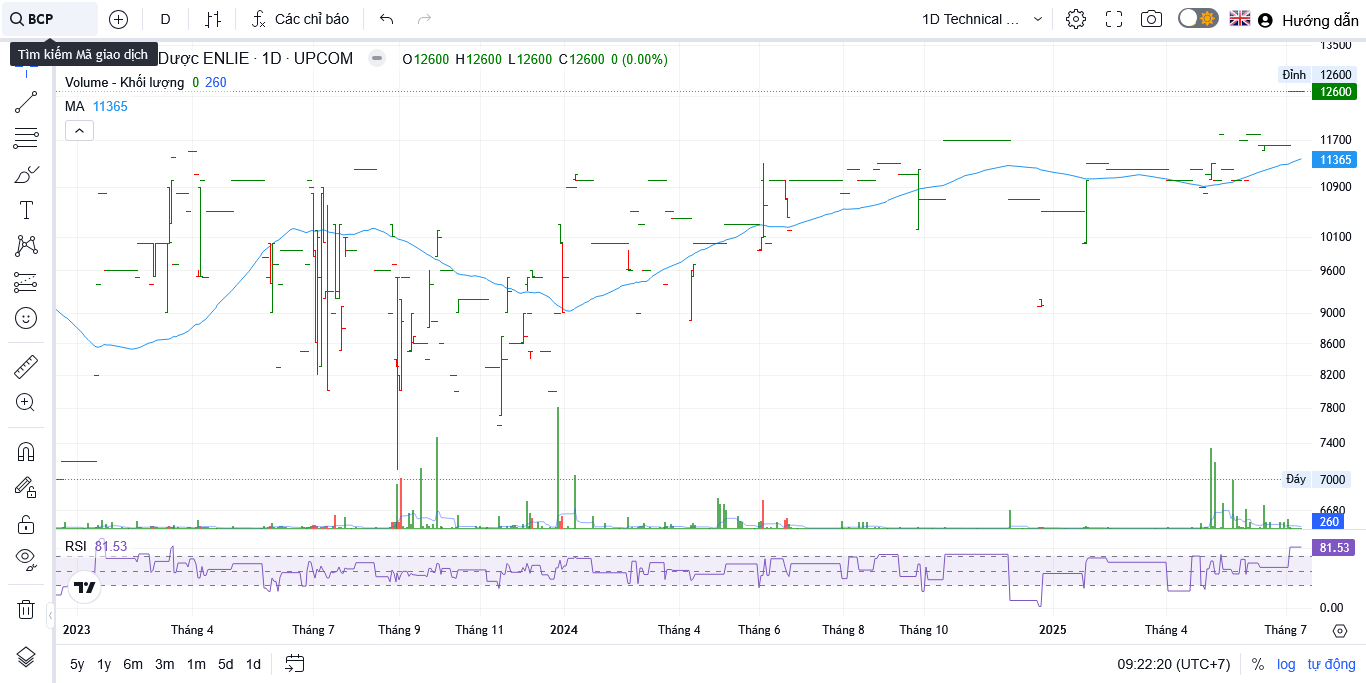 BCP
D
Các chỉ báo
1D Technical ...
Hướng dẫn
Tìm kiếm Mã giao dịch
Dược ENLIE · 1D · UPCOM
O12600 H12600 L12600 C12600 0 (0.00%)
Volume - Khối lượng 0 260
MA 11365
13500
Đỉnh 12600
12600
11700
11365
10900
10100
9600
9000
8600
8200
7800
7400
Đáy 7000
6680
260
RSI 81.53
81.53
0.00
2023 Tháng 4 Tháng 7 Tháng 9 Tháng 11 2024 Tháng 4 Tháng 6 Tháng 8 Tháng 10 2025 Tháng 4 Tháng 7
5y 1y 6m 3m 1m 5d 1d
09:22:20 (UTC+7) % log tự động